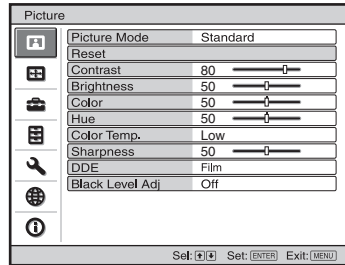 Picture
Picture Mode Standard
Reset
Contrast 80
Brightness 50
Color 50
Hue 50
Color Temp. Low
Sharpness 50
DDE Film
Black Level Adj Off
Sel: Set: ENTER Exit: MENU